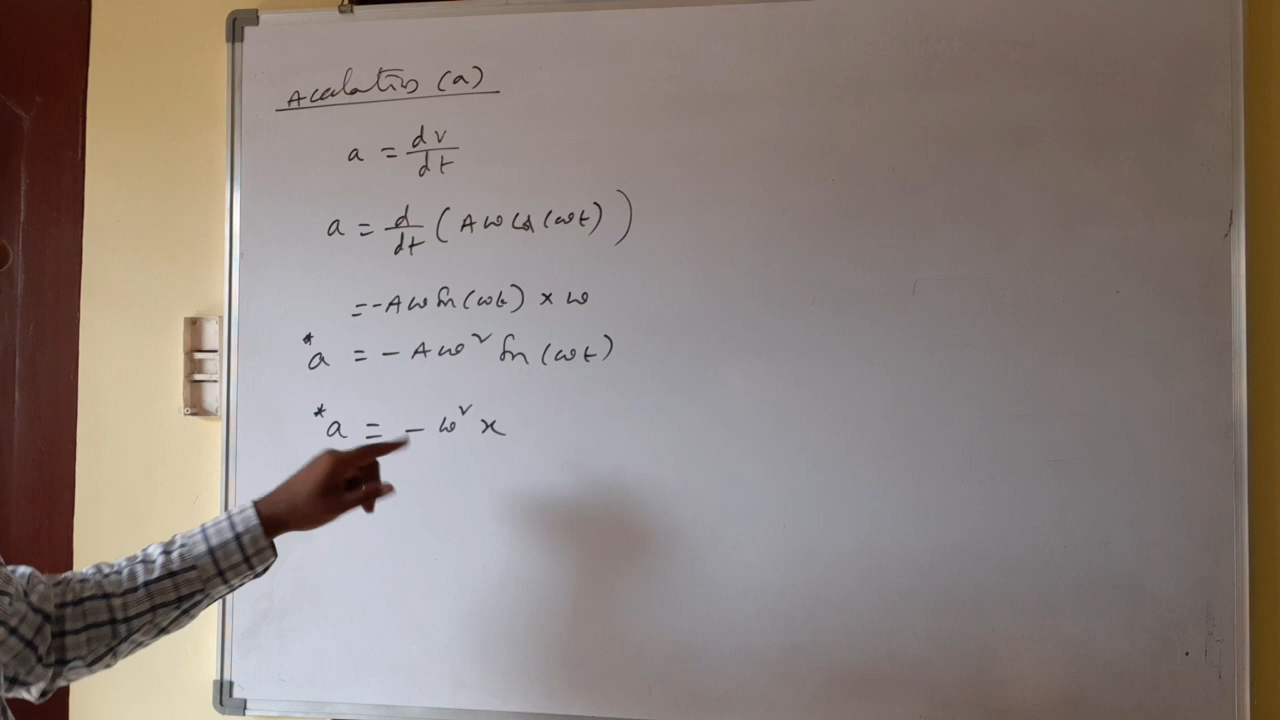 Acceleration (a)
a = dv/dt
a = d/dt (Aω cos(ωt))
= -Aω sin(ωt) × ω
*a = -Aω² sin(ωt)
*a = -ω² x